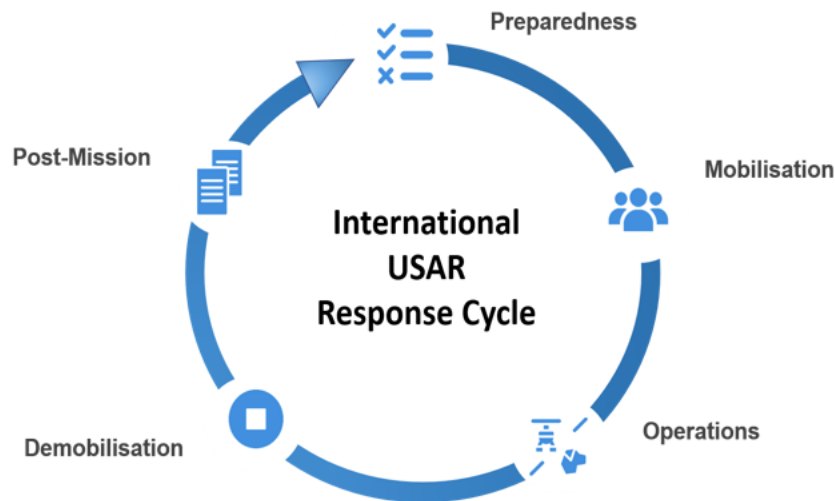 Preparedness
Mobilisation
Operations
Demobilisation
Post-Mission
International
USAR
Response Cycle